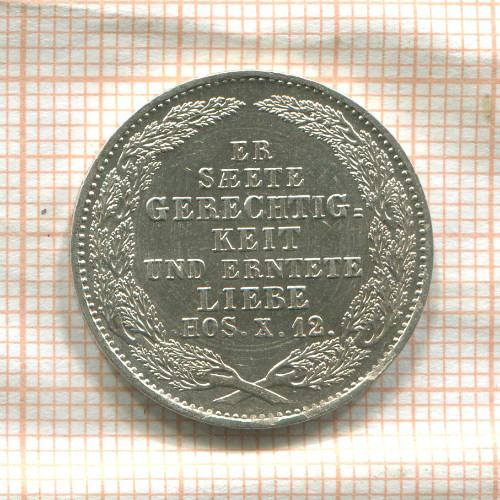 ER
SÆETE
GERECHTIG=
KEIT
UND ERNTETE
LIEBE
HOS. X. 12.